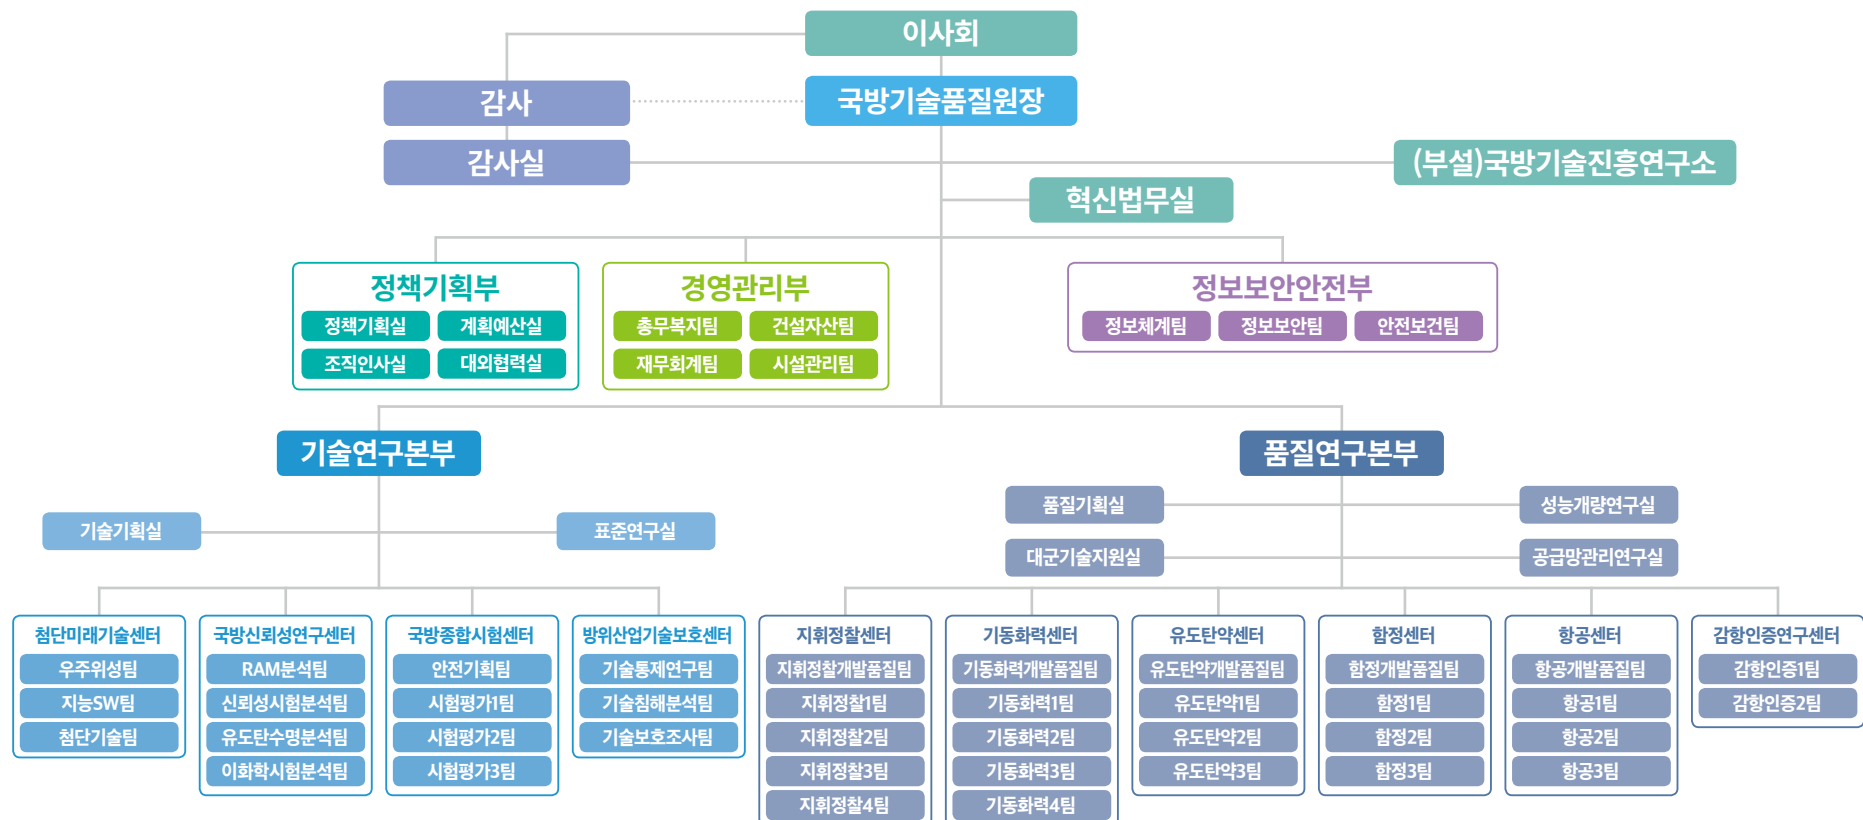 이사회
감사
국방기술품질원장
감사실
(부설)국방기술진흥연구소
혁신법무실
정책기획부
정책기획실 계획예산실
조직인사실 대외협력실
경영관리부
총무복지팀 건설자산팀
재무회계팀 시설관리팀
정보보안안전부
정보체계팀 정보보안팀 안전보건팀
기술연구본부
기술기획실 표준연구실
첨단미래기술센터
우주위성팀
지능SW팀
첨단기술팀
국방신뢰성연구센터
RAM분석팀
신뢰성시험분석팀
유도탄수명분석팀
이화학시험분석팀
국방종합시험센터
안전기획팀
시험평가1팀
시험평가2팀
시험평가3팀
방위산업기술보호센터
기술통제연구팀
기술침해분석팀
기술보호조사팀
품질연구본부
품질기획실 성능개량연구실
대군기술지원실 공급망관리연구실
지휘정찰센터
지휘정찰개발품질팀
지휘정찰1팀
지휘정찰2팀
지휘정찰3팀
지휘정찰4팀
기동화력센터
기동화력개발품질팀
기동화력1팀
기동화력2팀
기동화력3팀
기동화력4팀
유도탄약센터
유도탄약개발품질팀
유도탄약1팀
유도탄약2팀
유도탄약3팀
함정센터
함정개발품질팀
함정1팀
함정2팀
함정3팀
항공센터
항공개발품질팀
항공1팀
항공2팀
항공3팀
감항인증연구센터
감항인증1팀
감항인증2팀